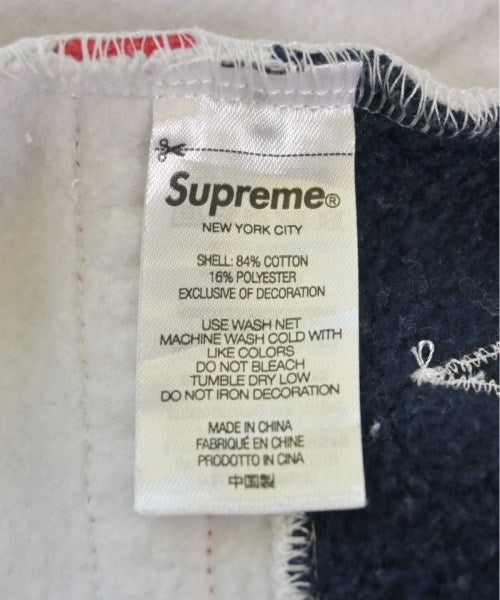 Supreme®
NEW YORK CITY
SHELL: 84% COTTON
16% POLYESTER
EXCLUSIVE OF DECORATION
USE WASH NET
MACHINE WASH COLD WITH
LIKE COLORS
DO NOT BLEACH
TUMBLE DRY LOW
DO NOT IRON DECORATION
MADE IN CHINA
FABRIQUÉ EN CHINE
PRODOTTO IN CINA
中国製